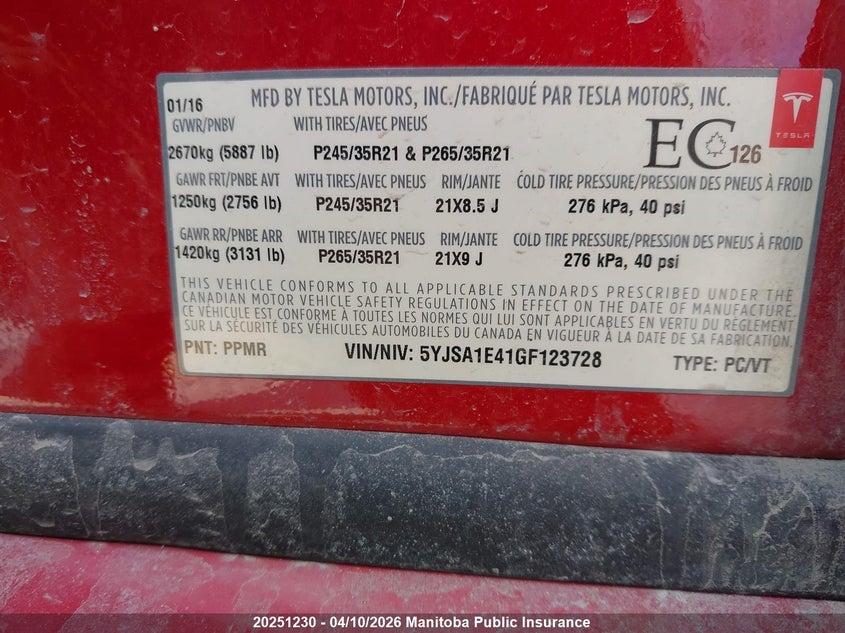 01/16 MFD BY TESLA MOTORS, INC./FABRIQUÉ PAR TESLA MOTORS, INC.
GVWR/PNBV WITH TIRES/AVEC PNEUS
2670kg (5887 lb) P245/35R21 & P265/35R21 EC 126 TESLA
GAWR FRT/PNBE AVT WITH TIRES/AVEC PNEUS RIM/JANTE COLD TIRE PRESSURE/PRESSION DES PNEUS À FROID
1250kg (2756 lb) P245/35R21 21X8.5 J 276 kPa, 40 psi
GAWR RR/PNBE ARR WITH TIRES/AVEC PNEUS RIM/JANTE COLD TIRE PRESSURE/PRESSION DES PNEUS À FROID
1420kg (3131 lb) P265/35R21 21X9 J 276 kPa, 40 psi
THIS VEHICLE CONFORMS TO ALL APPLICABLE STANDARDS PRESCRIBED UNDER THE
CANADIAN MOTOR VEHICLE SAFETY REGULATIONS IN EFFECT ON THE DATE OF MANUFACTURE.
CE VÉHICULE EST CONFORME À TOUTES LES NORMES QUI LUI SONT APPLICABLES EN VERTU DU RÈGLEMENT
SUR LA SÉCURITÉ DES VÉHICULES AUTOMOBILES DU CANADA EN VIGUEUR À LA DATE DE SA FABRICATION.
PNT: PPMR VIN/NIV: 5YJSA1E41GF123728 TYPE: PC/VT
20251230 - 04/10/2026 Manitoba Public Insurance